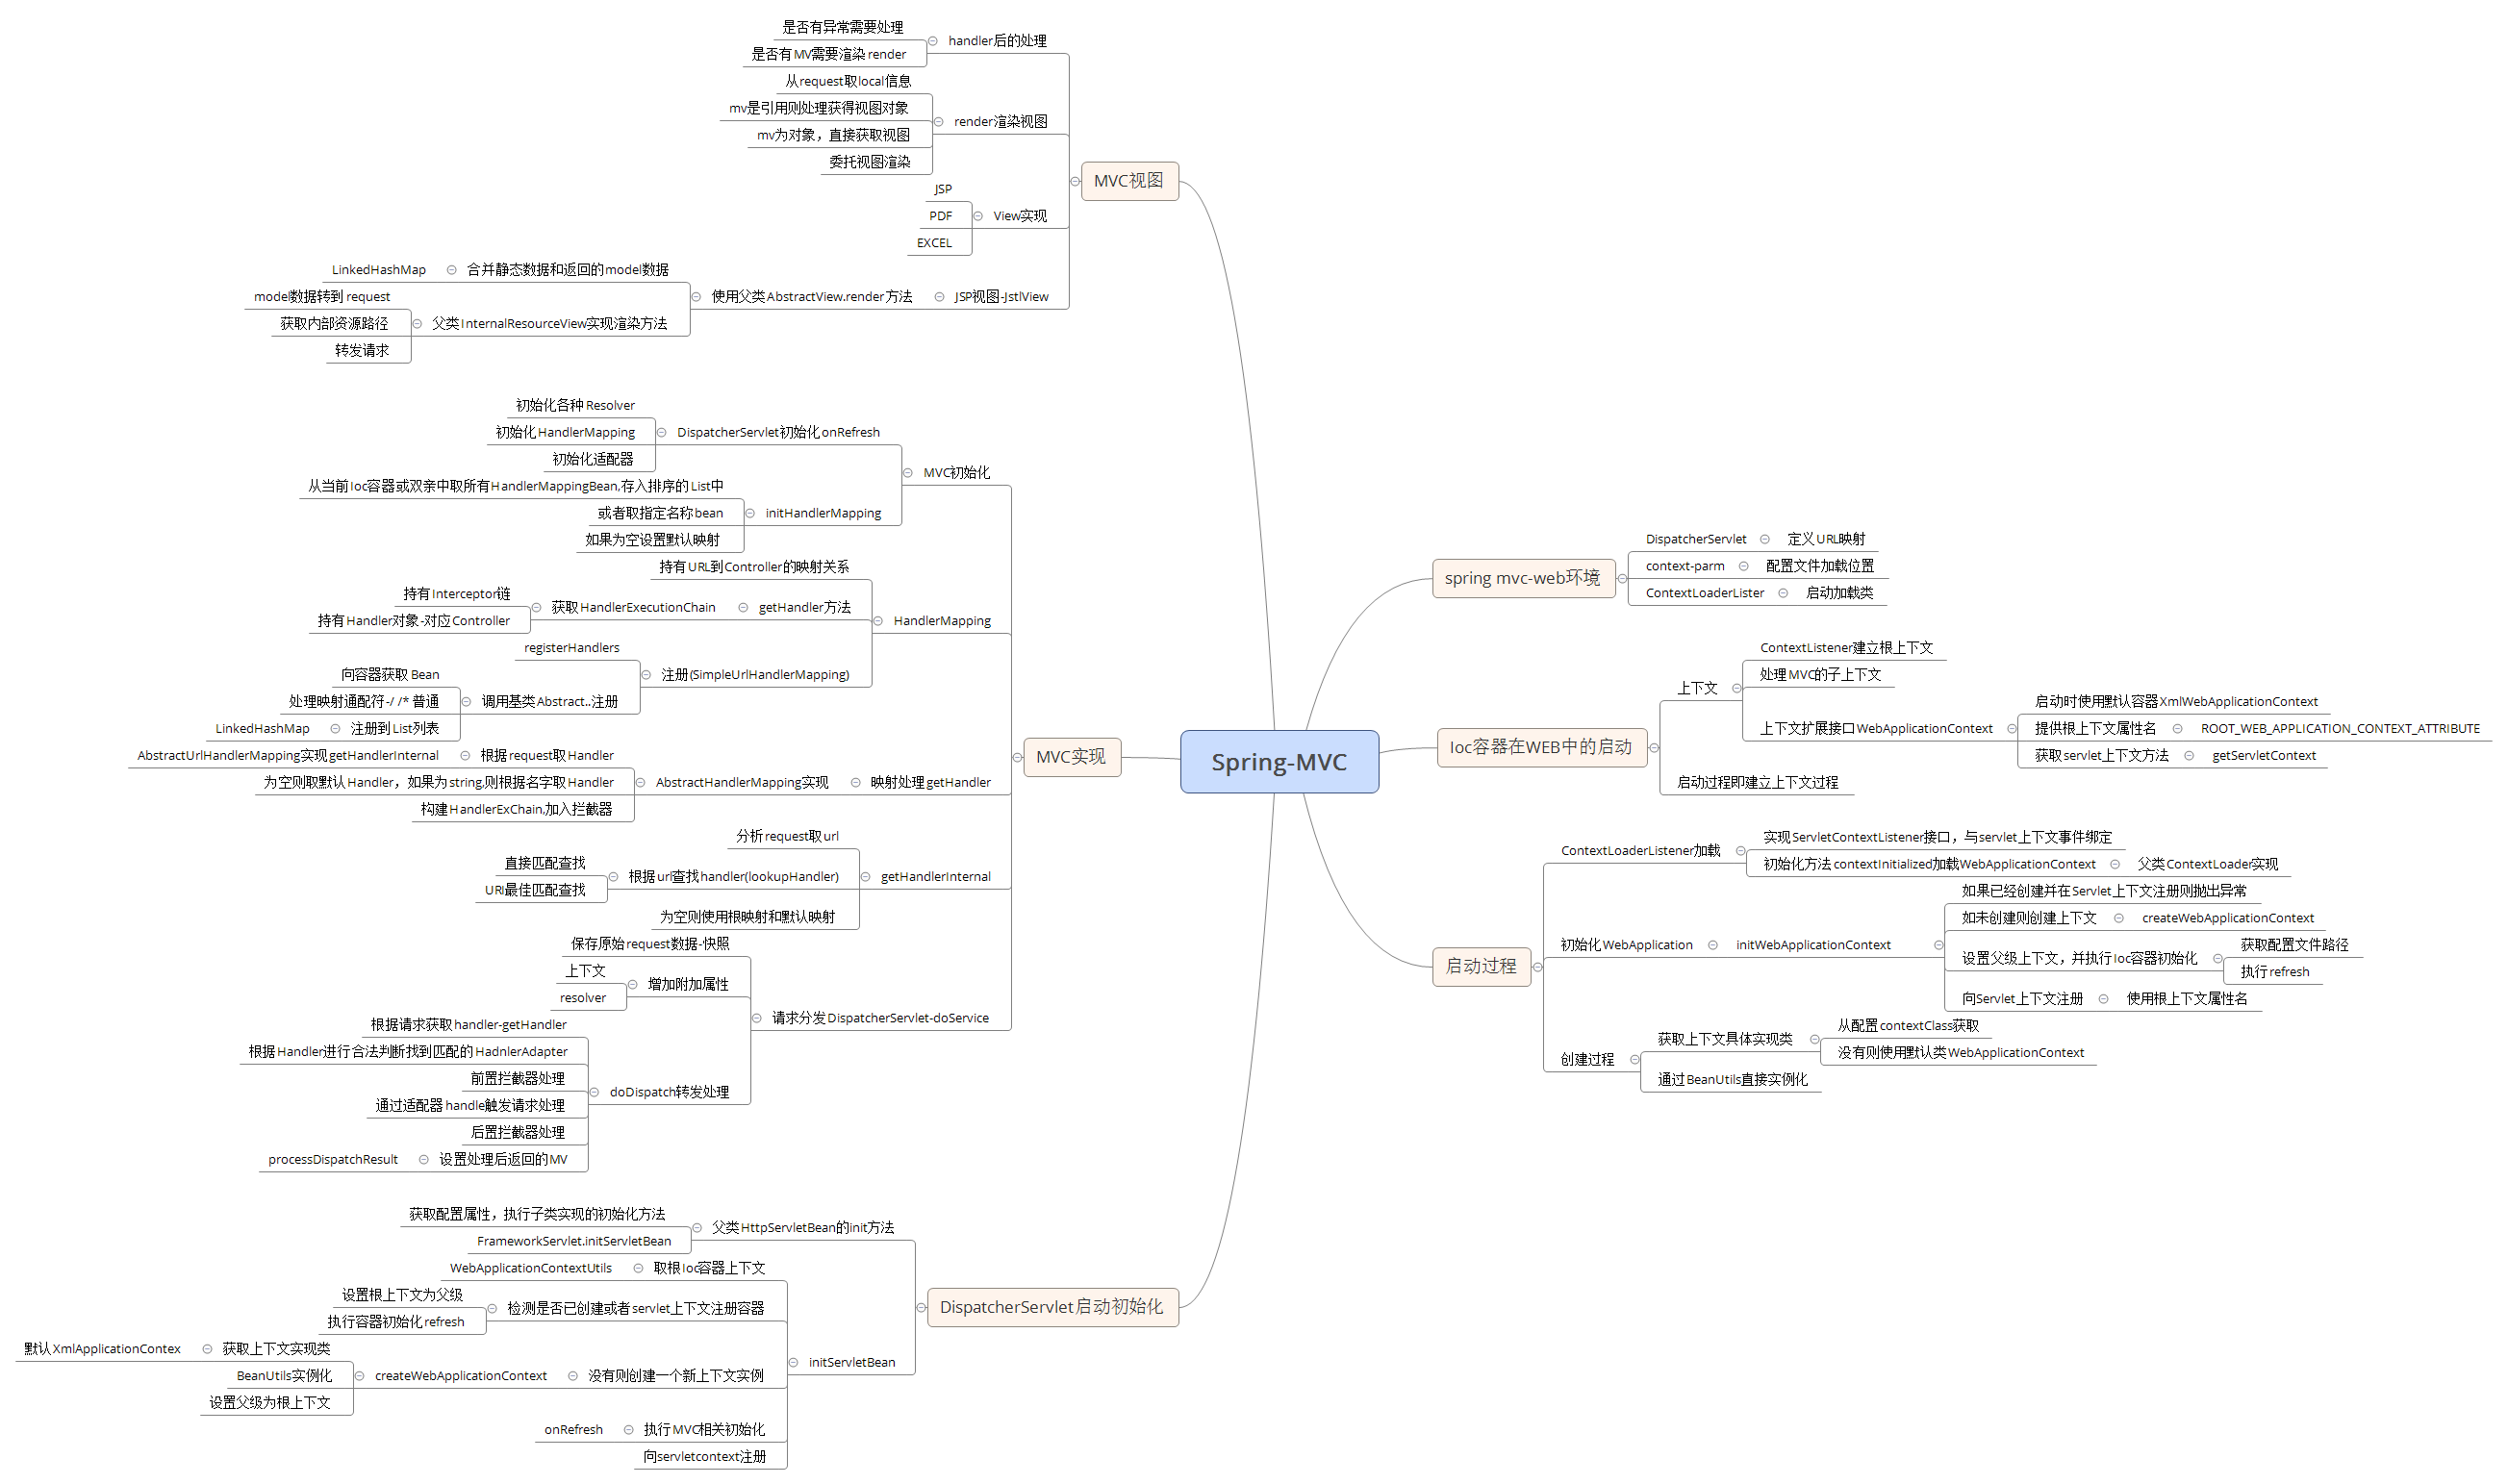 Spring-MVC
spring mvc-web环境
DispatcherServlet
定义URL映射
context-parm
配置文件加载位置
ContextLoaderLister
启动加载类
Ioc容器在WEB中的启动
上下文
ContextListener建立根上下文
处理MVC的子上下文
上下文扩展接口WebApplicationContext
启动时使用默认容器XmlWebApplicationContext
提供根上下文属性名
ROOT_WEB_APPLICATION_CONTEXT_ATTRIBUTE
获取servlet上下文方法
getServletContext
启动过程即建立上下文过程
启动过程
ContextLoaderListener加载
实现ServletContextListener接口，与servlet上下文事件绑定
初始化方法contextInitialized加载WebApplicationContext
父类ContextLoader实现
初始化WebApplication
initWebApplicationContext
如果已经创建并在Servlet上下文注册则抛出异常
如未创建则创建上下文
createWebApplicationContext
设置父级上下文，并执行Ioc容器初始化
获取配置文件路径
执行refresh
向Servlet上下文注册
使用根上下文属性名
创建过程
获取上下文具体实现类
从配置contextClass获取
没有则使用默认类WebApplicationContext
通过BeanUtils直接实例化
MVC视图
handler后的处理
是否有异常需要处理
是否有MV需要渲染render
render渲染视图
从request取local信息
mv是引用则处理获得视图对象
mv为对象，直接获取视图
委托视图渲染
View实现
JSP
PDF
EXCEL
JSP视图-JstlView
使用父类AbstractView.render方法
合并静态数据和返回的model数据
LinkedHashMap
父类InternalResourceView实现渲染方法
model数据转到request
获取内部资源路径
转发请求
MVC实现
MVC初始化
DispatcherServlet初始化onRefresh
初始化各种Resolver
初始化HandlerMapping
初始化适配器
initHandlerMapping
从当前Ioc容器或双亲中取所有HandlerMappingBean,存入排序的List中
或者取指定名称bean
如果为空设置默认映射
HandlerMapping
持有URL到Controller的映射关系
getHandler方法
获取HandlerExecutionChain
持有Interceptor链
持有Handler对象-对应Controller
注册(SimpleUrlHandlerMapping)
registerHandlers
调用基类Abstract..注册
向容器获取Bean
处理映射通配符-/ /* 普通
注册到List列表
LinkedHashMap
映射处理getHandler
AbstractHandlerMapping实现
根据request取Handler
AbstractUrlHandlerMapping实现getHandlerInternal
为空则取默认Handler，如果为string,则根据名字取Handler
构建HandlerExChain,加入拦截器
getHandlerInternal
分析request取url
根据url查找handler(lookupHandler)
直接匹配查找
URl最佳匹配查找
为空则使用根映射和默认映射
请求分发DispatcherServlet-doService
保存原始request数据-快照
增加附加属性
上下文
resolver
doDispatch转发处理
根据请求获取handler-getHandler
根据Handler进行合法判断找到匹配的HadnlerAdapter
前置拦截器处理
通过适配器handle触发请求处理
后置拦截器处理
设置处理后返回的MV
processDispatchResult
DispatcherServlet启动初始化
父类HttpServletBean的init方法
获取配置属性，执行子类实现的初始化方法
FrameworkServlet.initServletBean
initServletBean
取根Ioc容器上下文
WebApplicationContextUtils
检测是否已创建或者servlet上下文注册容器
设置根上下文为父级
执行容器初始化refresh
没有则创建一个新上下文实例
createWebApplicationContext
获取上下文实现类
默认XmlApplicationContex
BeanUtils实例化
设置父级为根上下文
执行MVC相关初始化
onRefresh
向servletcontext注册